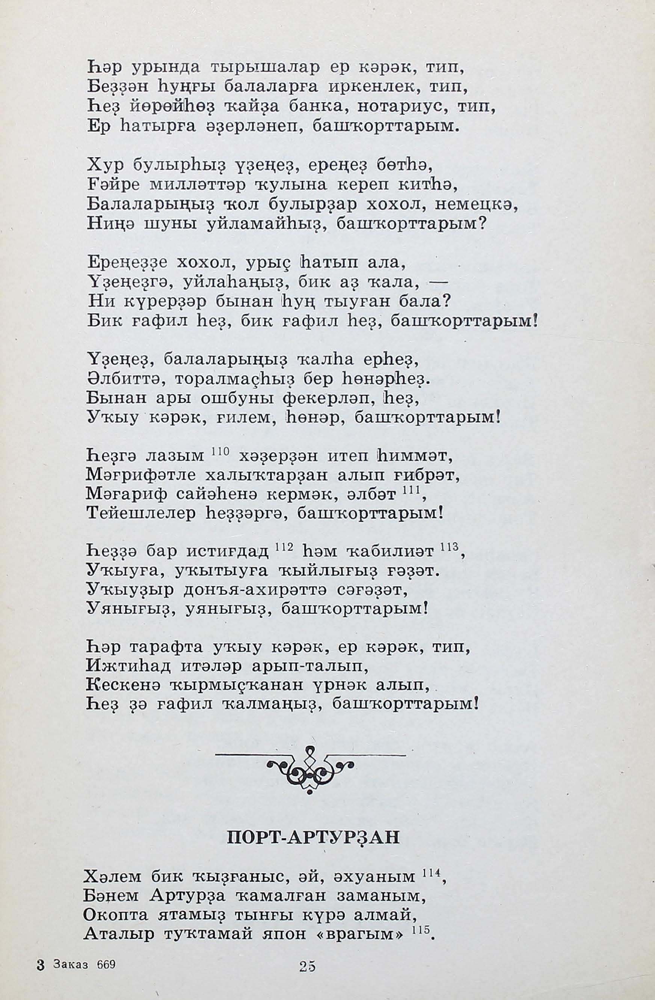 Һәр урында тырышалар ер кәрәк, тип,
Беҙҙән һуңғы балаларға иркенлек, тип,
Һеҙ йөрөйһөҙ ҡайҙа банка, нотариус, тип,
Ер һатырға әҙерләнеп, башҡорттарым.

Хур булырһыҙ үҙеңеҙ, ереңеҙ бөтһә,
Ғәйре милләттәр ҡулына кереп китһә,
Балаларыңыҙ ҡол булырҙар хохол, немецкә,
Ниңә шуны уйламайһыҙ, башҡорттарым?

Ереңеҙҙе хохол, урыҫ һатып ала,
Үҙеңеҙгә, уйлаһаңыҙ, бик аҙ ҡала, —
Ни күрерҙәр бынан һуң тыуған бала?
Бик ғафил һеҙ, бик ғафил һеҙ, башҡорттарым!

Үҙеңеҙ, балаларыңыҙ ҡалһа ерһеҙ,
Әлбиттә, торалмаҫһыҙ бер һөнәрһеҙ.
Бынан ары ошбуны фекерләп, һеҙ,
Уҡыу кәрәк, ғилем, һөнәр, башҡорттарым!

Һеҙгә лазым 110 хәҙерҙән итеп һиммәт,
Мәғрифәтле халыҡтарҙан алып ғибрәт,
Мәғариф сайәһенә кермәк, әлбәт 111,
Тейешлелер һеҙҙәргә, башҡорттарым!

Һеҙҙә бар истиғдад 112 һәм ҡабилиәт 113,
Уҡыуға, уҡытыуға ҡыйлығыҙ ғәҙәт.
Уҡыуҙыр донъя-ахирәттә сәғәҙәт,
Уянығыҙ, уянығыҙ, башҡорттарым!

Һәр тарафта уҡыу кәрәк, ер кәрәк, тип,
Ижтиһад итәләр арып-талып,
Кескенә ҡырмыҫҡанан үрнәк алып,
Һеҙ ҙә ғафил ҡалмаңыҙ, башҡорттарым!

ПОРТ-АРТУРҘАН

Хәлем бик ҡыҙғаныс, әй, әхуаным 114,
Бәнем Артурҙа ҡамалған заманым,
Окопта ятамыҙ тынғы күрә алмай,
Аталыр туҡтамай япон «врагым» 115.

3 Заказ 669
25